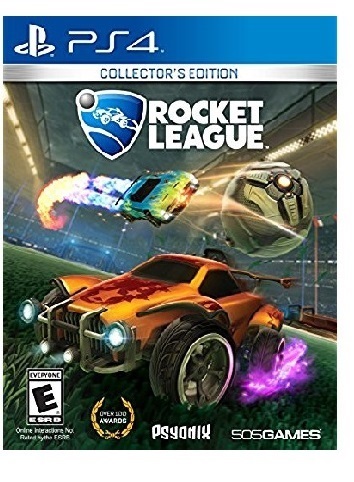 PS4
COLLECTOR'S EDITION
ROCKET
LEAGUE
EVERYONE
E
ESRB
Online Interactions Not
Rated by the ESRB
OVER 100
AWARDS
PSYONIX
505GAMES